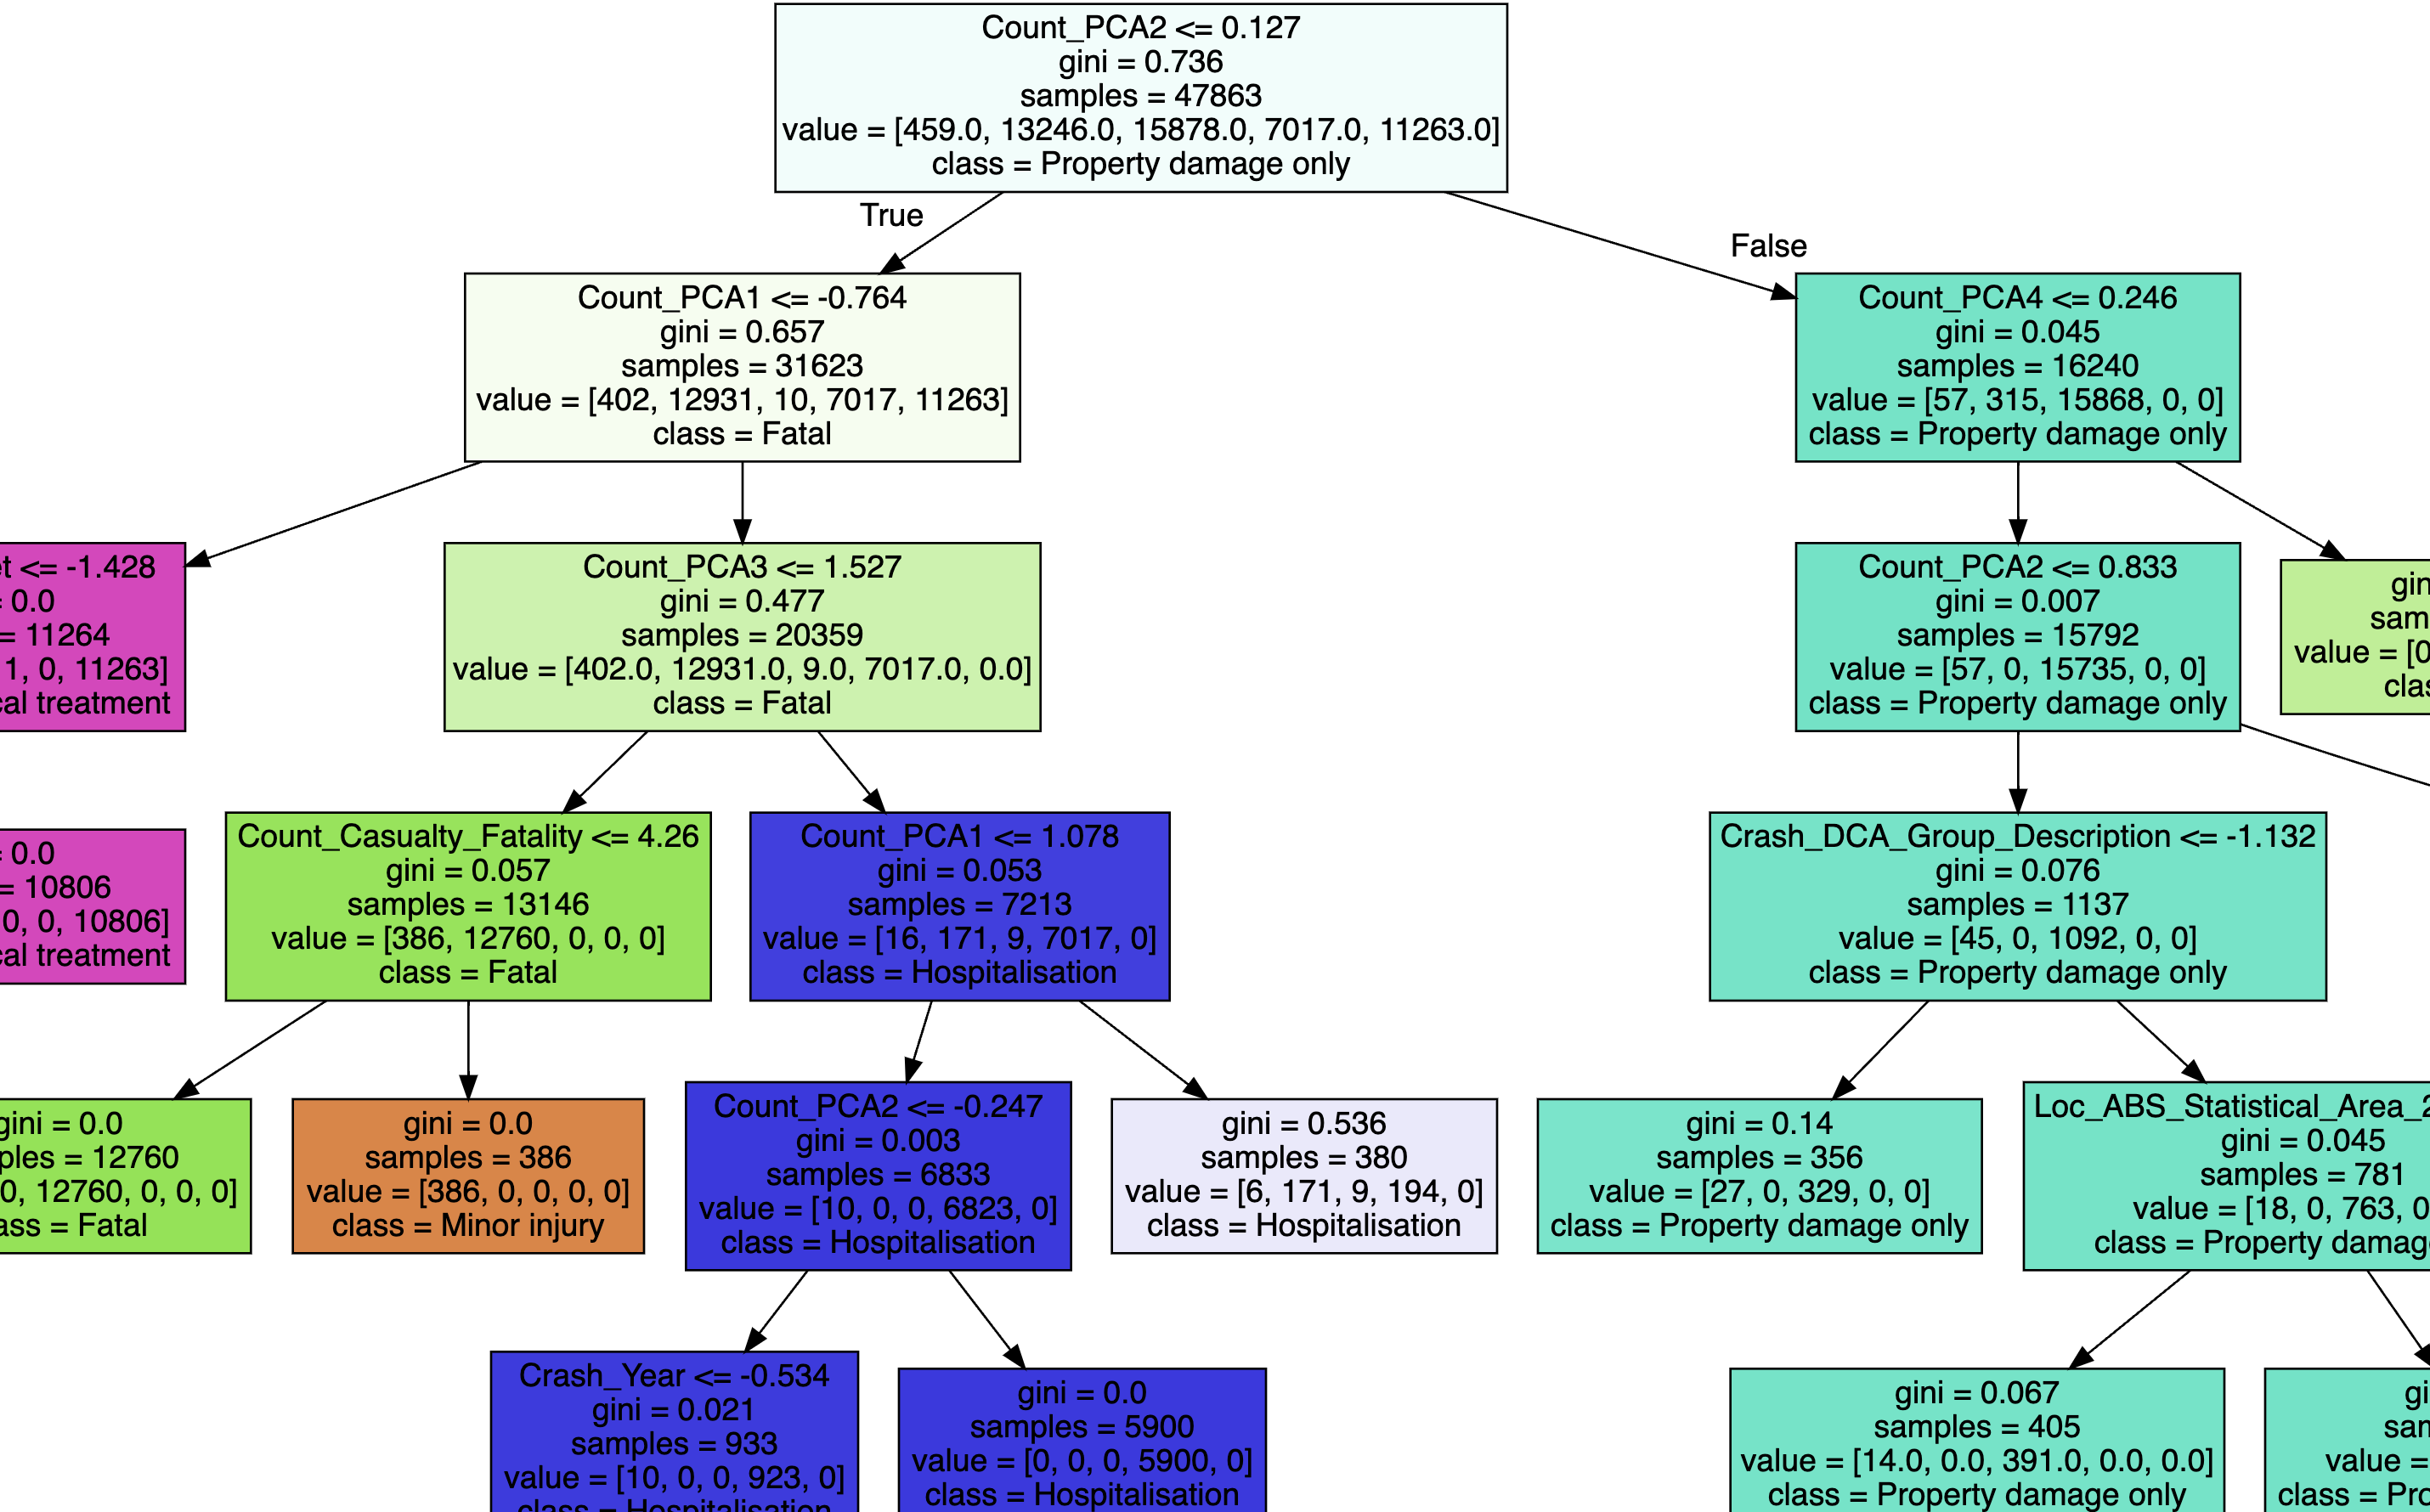 Count_PCA2 <= 0.127
gini = 0.736
samples = 47863
value = [459.0, 13246.0, 15878.0, 7017.0, 11263.0]
class = Property damage only
True
False
Count_PCA1 <= -0.764
gini = 0.657
samples = 31623
value = [402, 12931, 10, 7017, 11263]
class = Fatal
Count_PCA4 <= 0.246
gini = 0.045
samples = 16240
value = [57, 315, 15868, 0, 0]
class = Property damage only
<= -1.428
= 0.0
= 11264
1, 0, 11263]
treatment
Count_PCA3 <= 1.527
gini = 0.477
samples = 20359
value = [402.0, 12931.0, 9.0, 7017.0, 0.0]
class = Fatal
Count_PCA2 <= 0.833
gini = 0.007
samples = 15792
value = [57, 0, 15735, 0, 0]
class = Property damage only
value = [0
= 0.0
= 10806
0, 0, 10806]
treatment
Count_Casualty_Fatality <= 4.26
gini = 0.057
samples = 13146
value = [386, 12760, 0, 0, 0]
class = Fatal
Count_PCA1 <= 1.078
gini = 0.053
samples = 7213
value = [16, 171, 9, 7017, 0]
class = Hospitalisation
Crash_DCA_Group_Description <= -1.132
gini = 0.076
samples = 1137
value = [45, 0, 1092, 0, 0]
class = Property damage only
gini = 0.0
= 12760
0, 12760, 0, 0, 0]
= Fatal
gini = 0.0
samples = 386
value = [386, 0, 0, 0, 0]
class = Minor injury
Count_PCA2 <= -0.247
gini = 0.003
samples = 6833
value = [10, 0, 0, 6823, 0]
class = Hospitalisation
gini = 0.536
samples = 380
value = [6, 171, 9, 194, 0]
class = Hospitalisation
gini = 0.14
samples = 356
value = [27, 0, 329, 0, 0]
class = Property damage only
Loc_ABS_Statistical_Area_2
gini = 0.045
samples = 781
value = [18, 0, 763, 0
class = Property damag
Crash_Year <= -0.534
gini = 0.021
samples = 933
value = [10, 0, 0, 923, 0]
class = Hospitalisation
gini = 0.0
samples = 5900
value = [0, 0, 0, 5900, 0]
class = Hospitalisation
gini = 0.067
samples = 405
value = [14.0, 0.0, 391.0, 0.0, 0.0]
class = Property damage only
value =
class = Pro